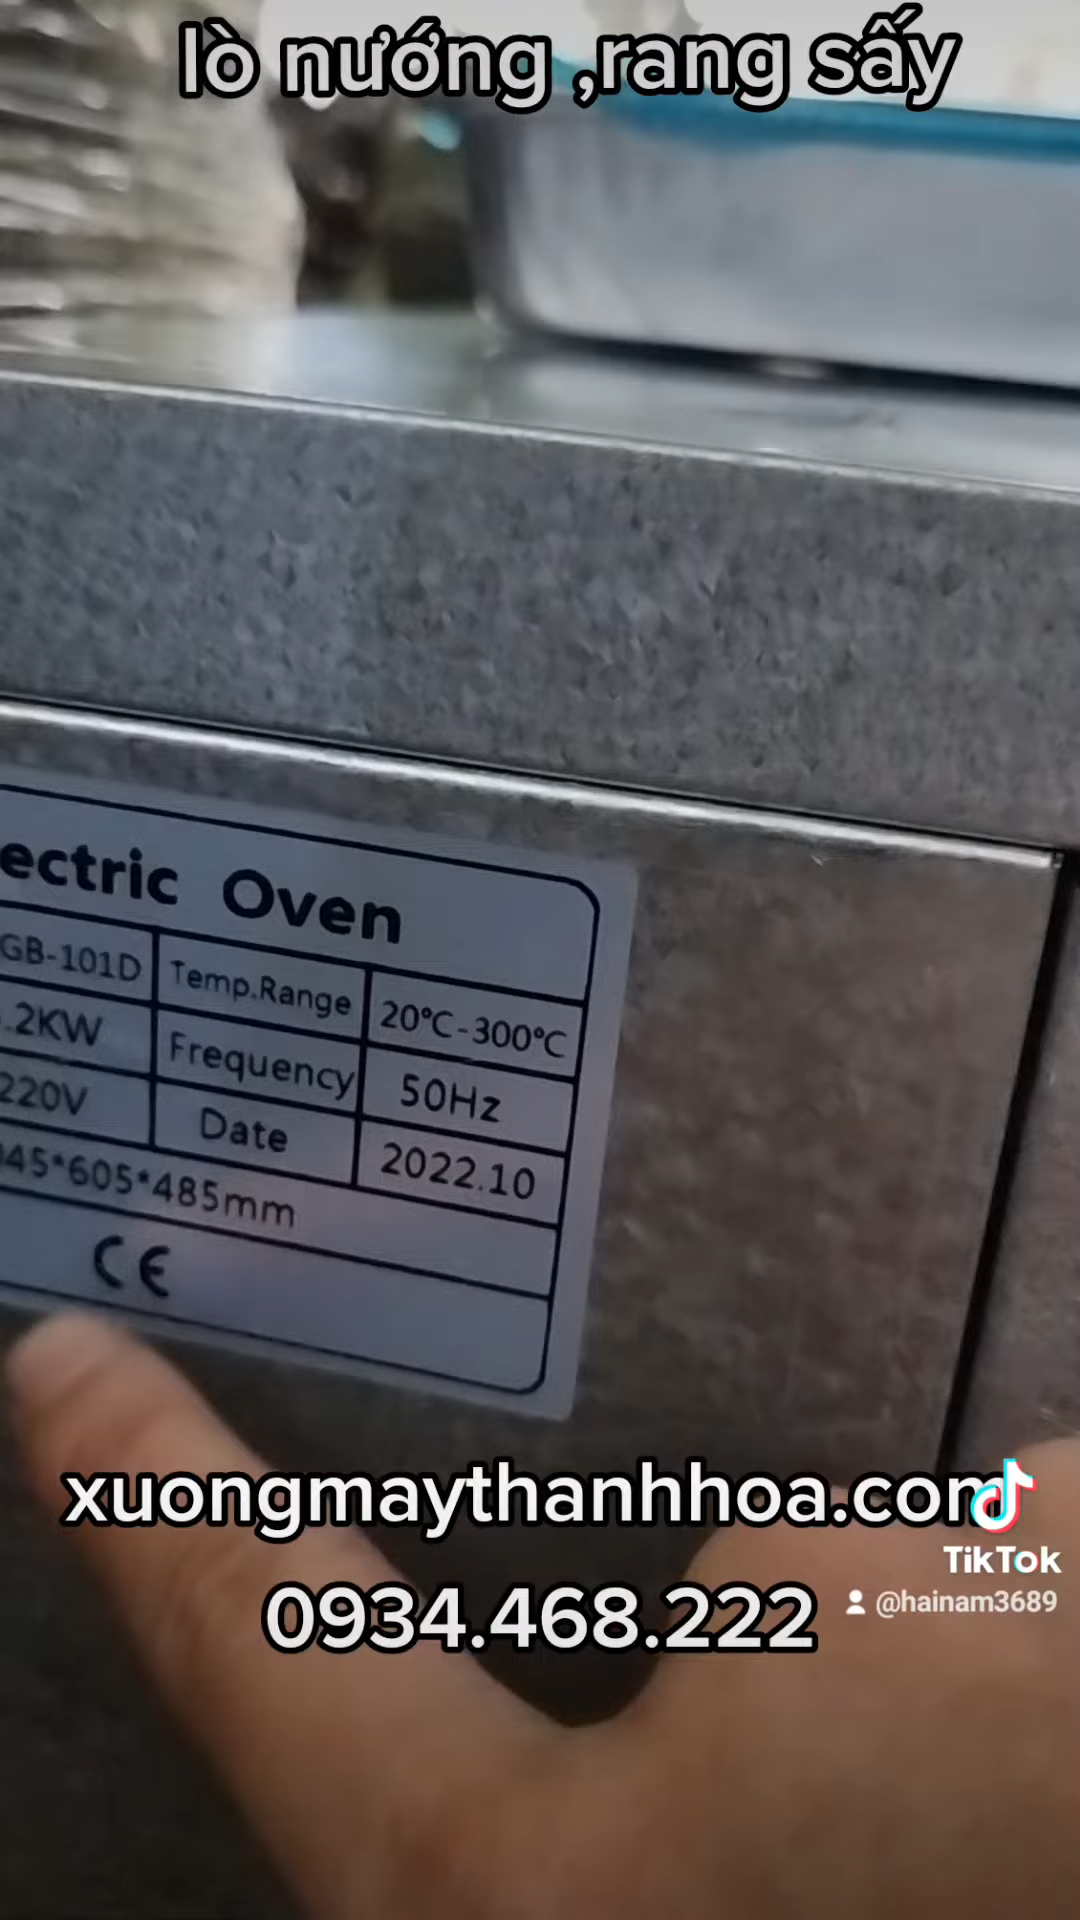 lò nướng ,rang sấy
ectric Oven
GB-101D Temp.Range 20°C-300°C
.2KW Frequency 50Hz
220V Date 2022.10
45*605*485mm
CE
xuongmaythanhhoa.com
TikTok
0934.468.222
@hainam3689